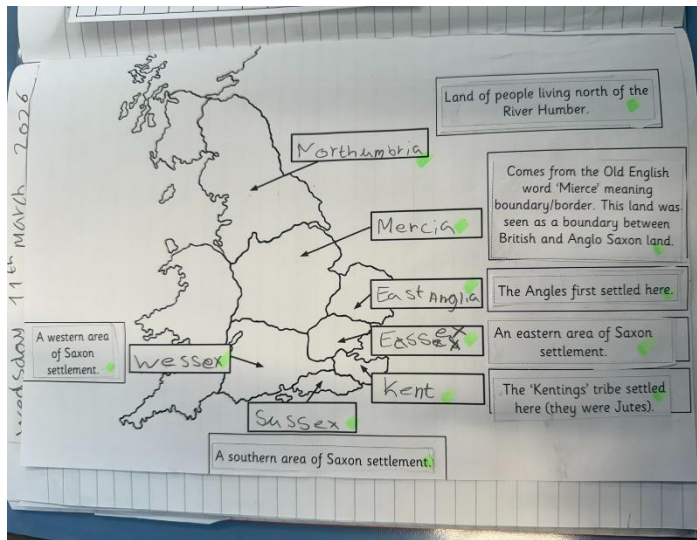 Wednesday 11th March 2026
Land of people living north of the
River Humber.
Northumbria
Comes from the Old English
word 'Mierce' meaning
boundary/border. This land was
seen as a boundary between
British and Anglo Saxon land.
Mercia
East Anglia
The Angles first settled here.
Essex
An eastern area of Saxon
settlement.
A western area
of Saxon
settlement.
Wessex
Kent
The 'Kentings' tribe settled
here (they were Jutes).
Sussex
A southern area of Saxon settlement.